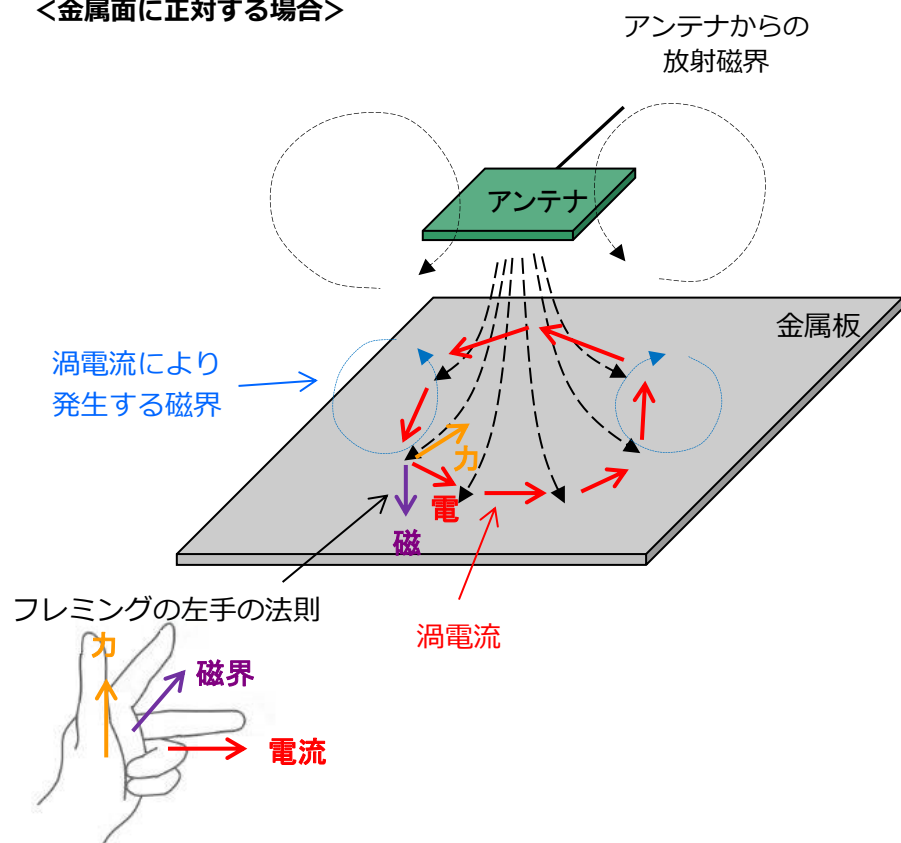 <金属面に正対する場合>
アンテナからの
放射磁界
アンテナ
金属板
渦電流により
発生する磁界
力
電
磁
フレミングの左手の法則
渦電流
力
磁界
電流